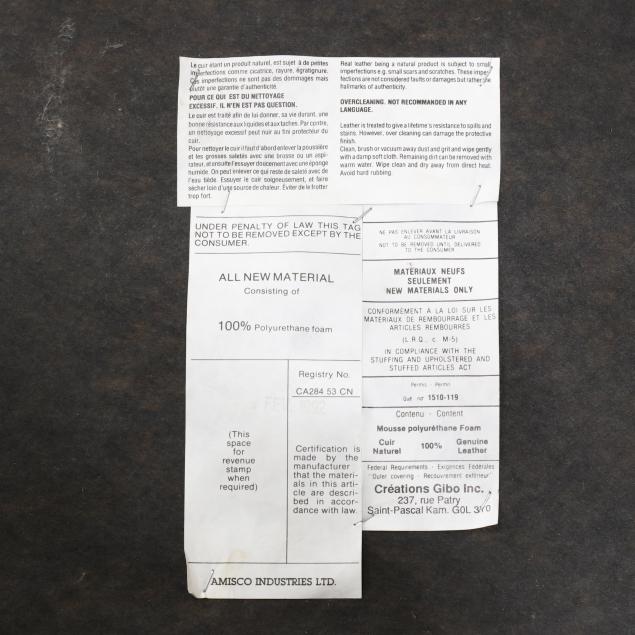 Le cuir étant un produit naturel, est sujet à de petites
imperfections comme cicatrice, rayure, égratignure.
Ces imperfections ne sont pas des dommages mais
plutôt une garantie d'authenticité.
POUR CE QUI EST DU NETTOYAGE
EXCESSIF, IL N'EN EST PAS QUESTION.
Le cuir est traité afin de lui donner, sa vie durant, une
bonne résistance aux liquides et aux taches. Par contre,
un nettoyage excessif peut nuir au fini protecteur du
cuir.
Pour nettoyer le cuir il faut d'abord enlever la poussière
et les grosses saletés avec une brosse ou un aspi-
rateur, et ensuite l'essuyer doucement avec une éponge
humide. On peut enlever ce qui reste de saleté avec de
l'eau tiède. Essuyer le cuir soigneusement, et faire
sécher loin d'une source de chaleur. Éviter de le frotter
trop fort.
Real leather being a natural product is subject to small
imperfections e.g. small scars and scratches. These imper-
fections are not considered faults or damages but rather
hallmarks of authenticity.
OVERCLEANING. NOT RECOMMANDED IN ANY
LANGUAGE.
Leather is treated to give a lifetime's resistance to spills and
stains. However, over cleaning can damage the protective
finish.
Clean, brush or vacuum away dust and grit and wipe gently
with a damp soft cloth. Remaining dirt can be removed with
warm water. Wipe clean and dry away from direct heat.
Avoid hard rubbing.
UNDER PENALTY OF LAW THIS TAG
NOT TO BE REMOVED EXCEPT BY THE
CONSUMER.
ALL NEW MATERIAL
Consisting of
100% Polyurethane foam
Registry No.
CA284 53 CN
(This
space
for
revenue
stamp
when
required)
Certification is
made by the
manufacturer
that the materi-
als in this arti-
cle are descri-
bed in accor-
dance with law.
AMISCO INDUSTRIES LTD.
NE PAS ENLEVER AVANT LA LIVRAISON
AU CONSOMMATEUR
NOT TO BE REMOVED UNTIL DELIVERED
TO THE CONSUMER
MATÉRIAUX NEUFS
SEULEMENT
NEW MATERIALS ONLY
CONFORMÉMENT À LA LOI SUR LES
MATÉRIAUX DE REMBOURRAGE ET LES
ARTICLES REMBOURRÉS
(L.R.Q., c. M-5)
IN COMPLIANCE WITH THE
STUFFING AND UPHOLSTERED AND
STUFFED ARTICLES ACT
Permis - Permit
Qué. no 1510-119
Contenu - Content
Mousse polyuréthane Foam
Cuir 100% Genuine
Naturel Leather
Federal Requirements - Exigences Fédérales
"Outer covering - Recouvrement extérieur"
Créations Gibo Inc.
237, rue Patry
Saint-Pascal Kam. G0L 3Y0